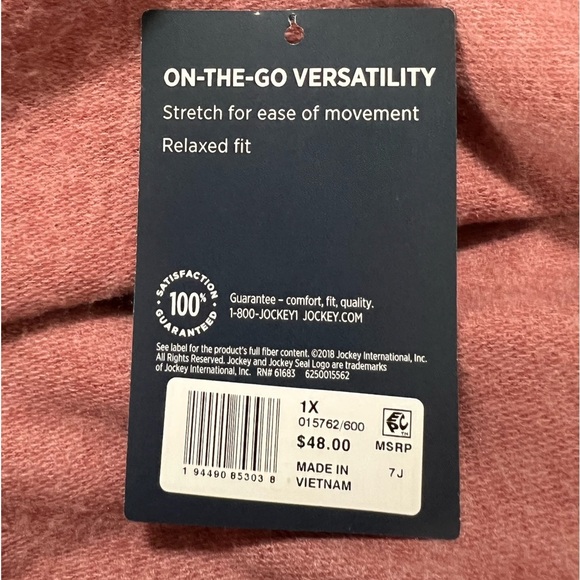 ON-THE-GO VERSATILITY
Stretch for ease of movement
Relaxed fit
SATISFACTION
100%
GUARANTEED
Guarantee – comfort, fit, quality.
1-800-JOCKEY1 JOCKEY.COM
See label for the product's full fiber content. ©2018 Jockey International, Inc.
All Rights Reserved. Jockey and Jockey Seal Logo are trademarks
of Jockey International, Inc. RN# 61683 6250015562
1X
015762/600
$48.00 MSRP
MADE IN 7J
VIETNAM
1 94490 85303 8